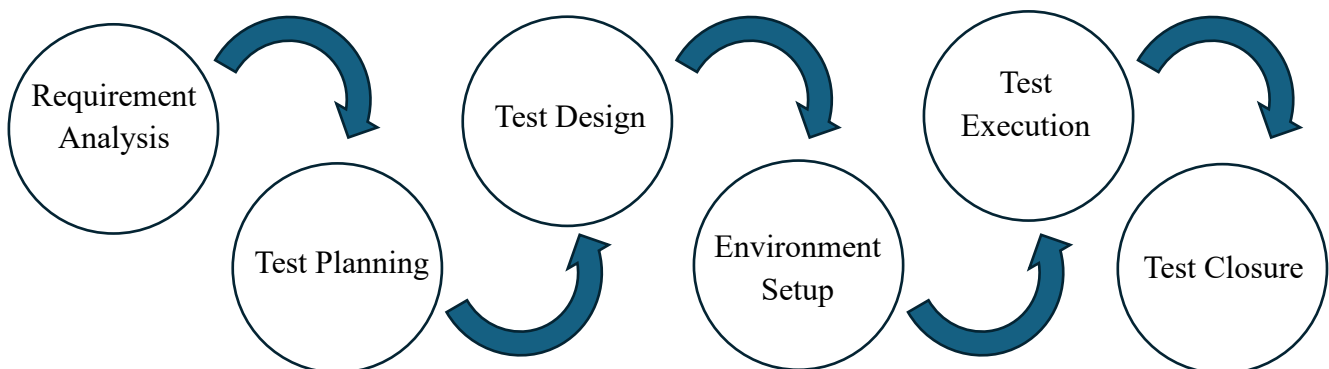 Requirement
Analysis
Test Planning
Test Design
Environment
Setup
Test
Execution
Test Closure